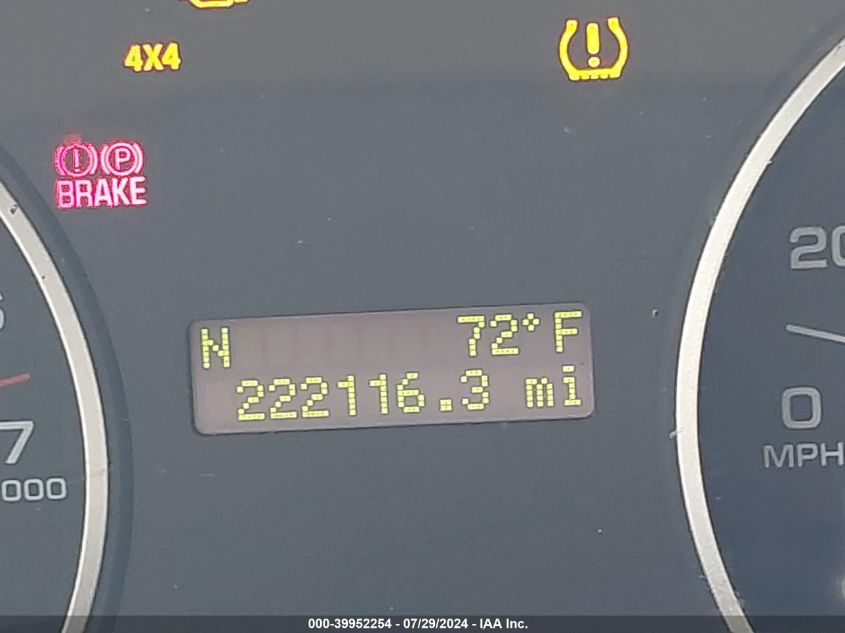 4X4
! !
P
BRAKE
20
N 72°F
222116.3 mi
7
000
0
MPH
000-39952254 - 07/29/2024 - IAA Inc.